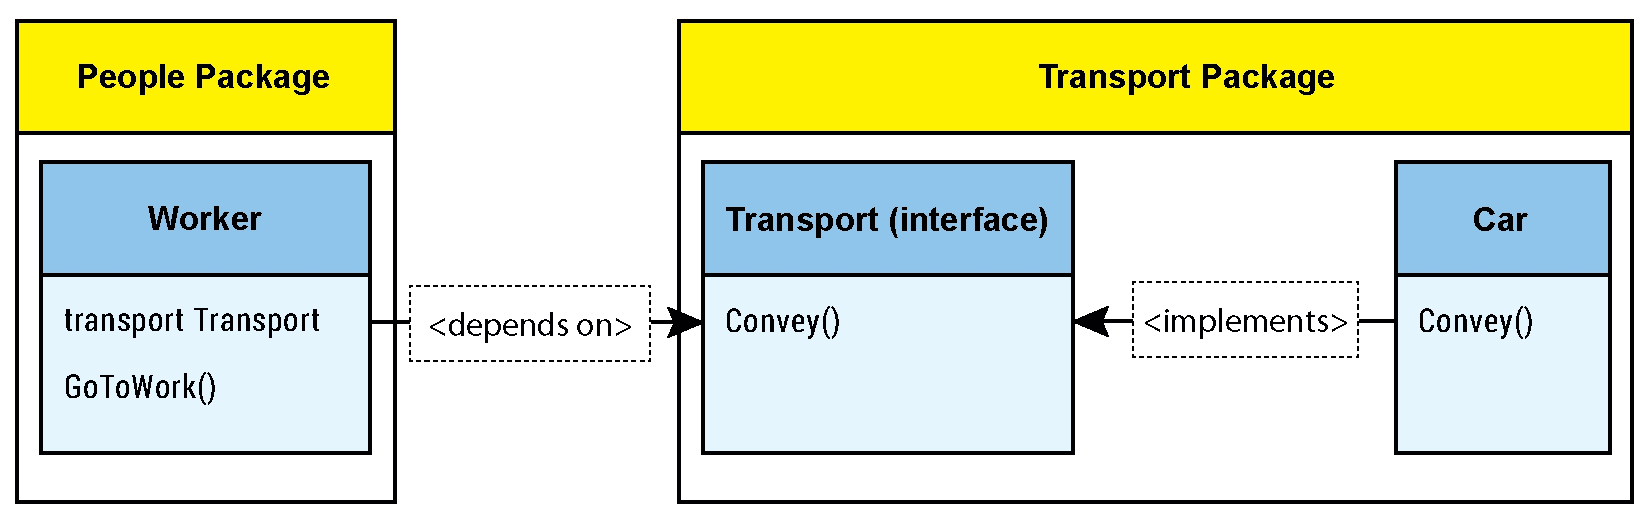 People Package
Worker
transport Transport
GoToWork()
<depends on>
Transport Package
Transport (interface)
Convey()
<implements>
Car
Convey()